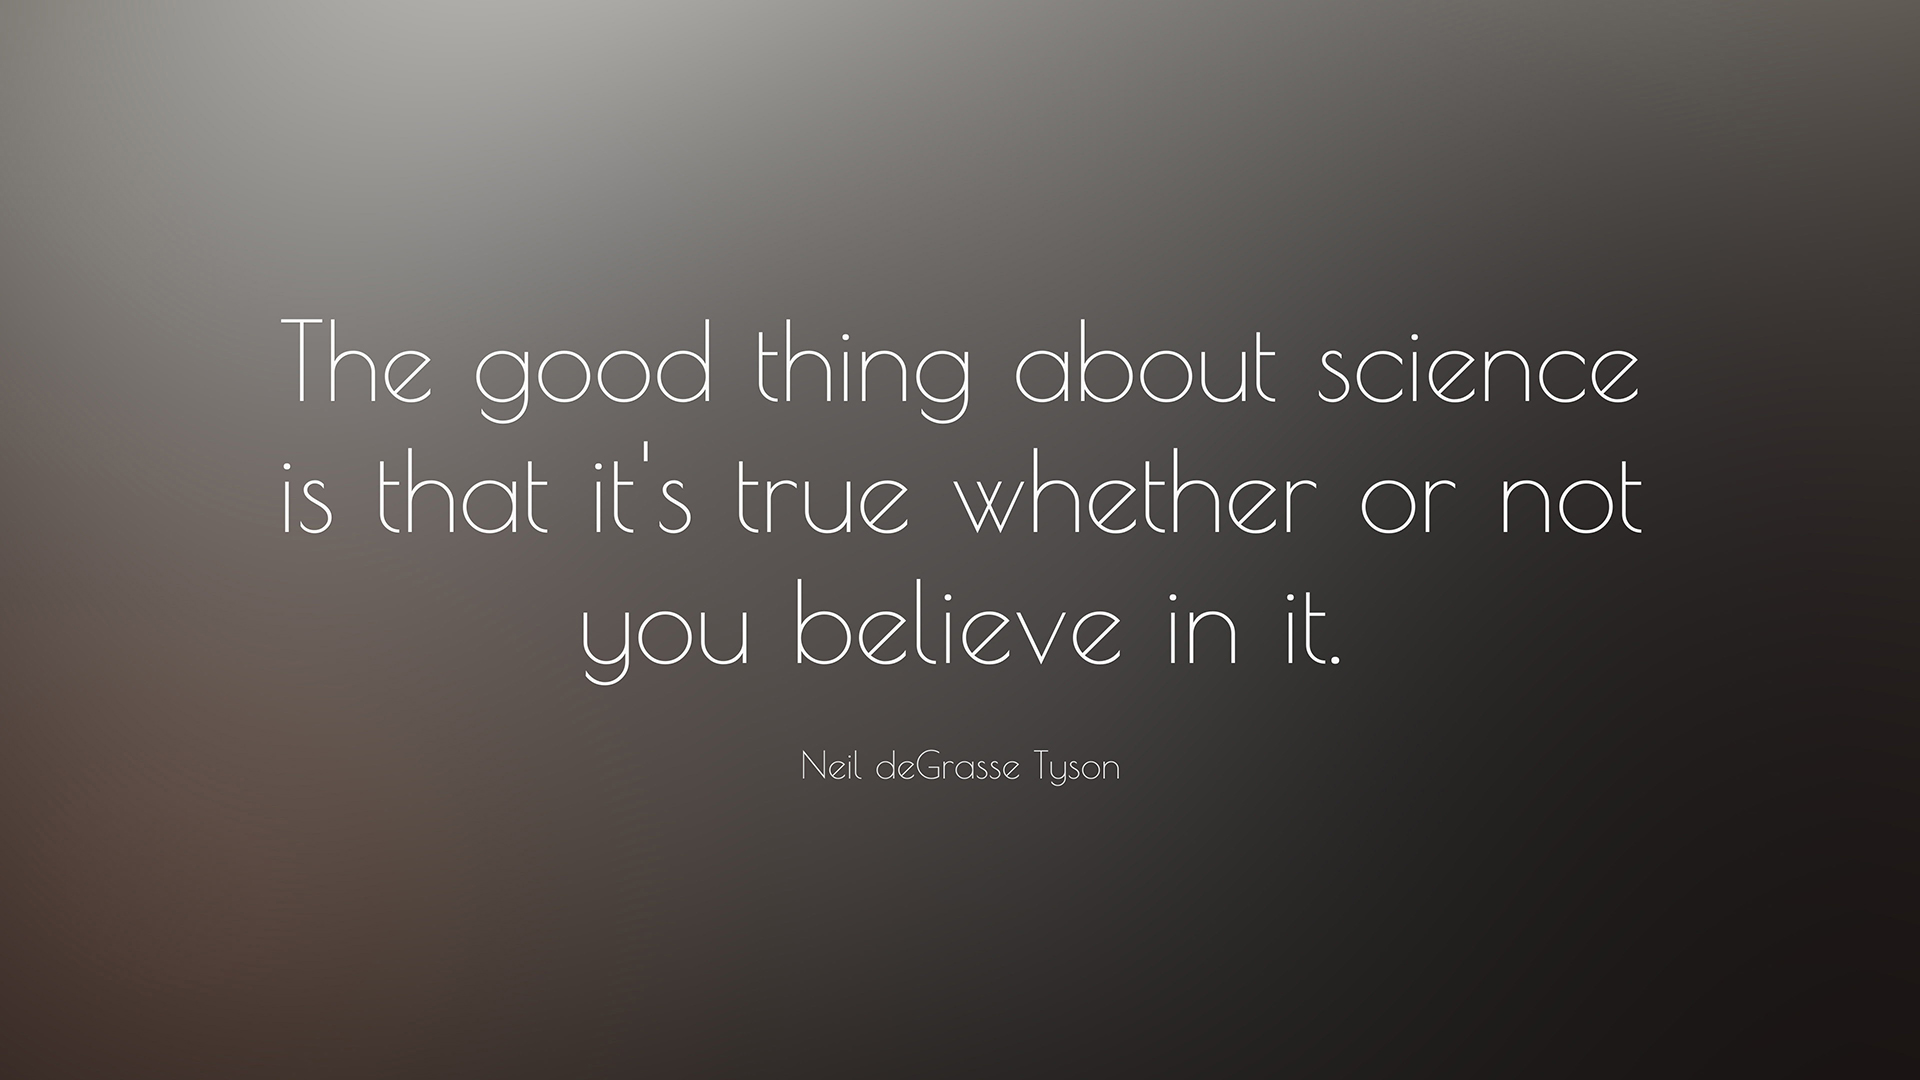 The good thing about science
is that it's true whether or not
you believe in it.
Neil deGrasse Tyson